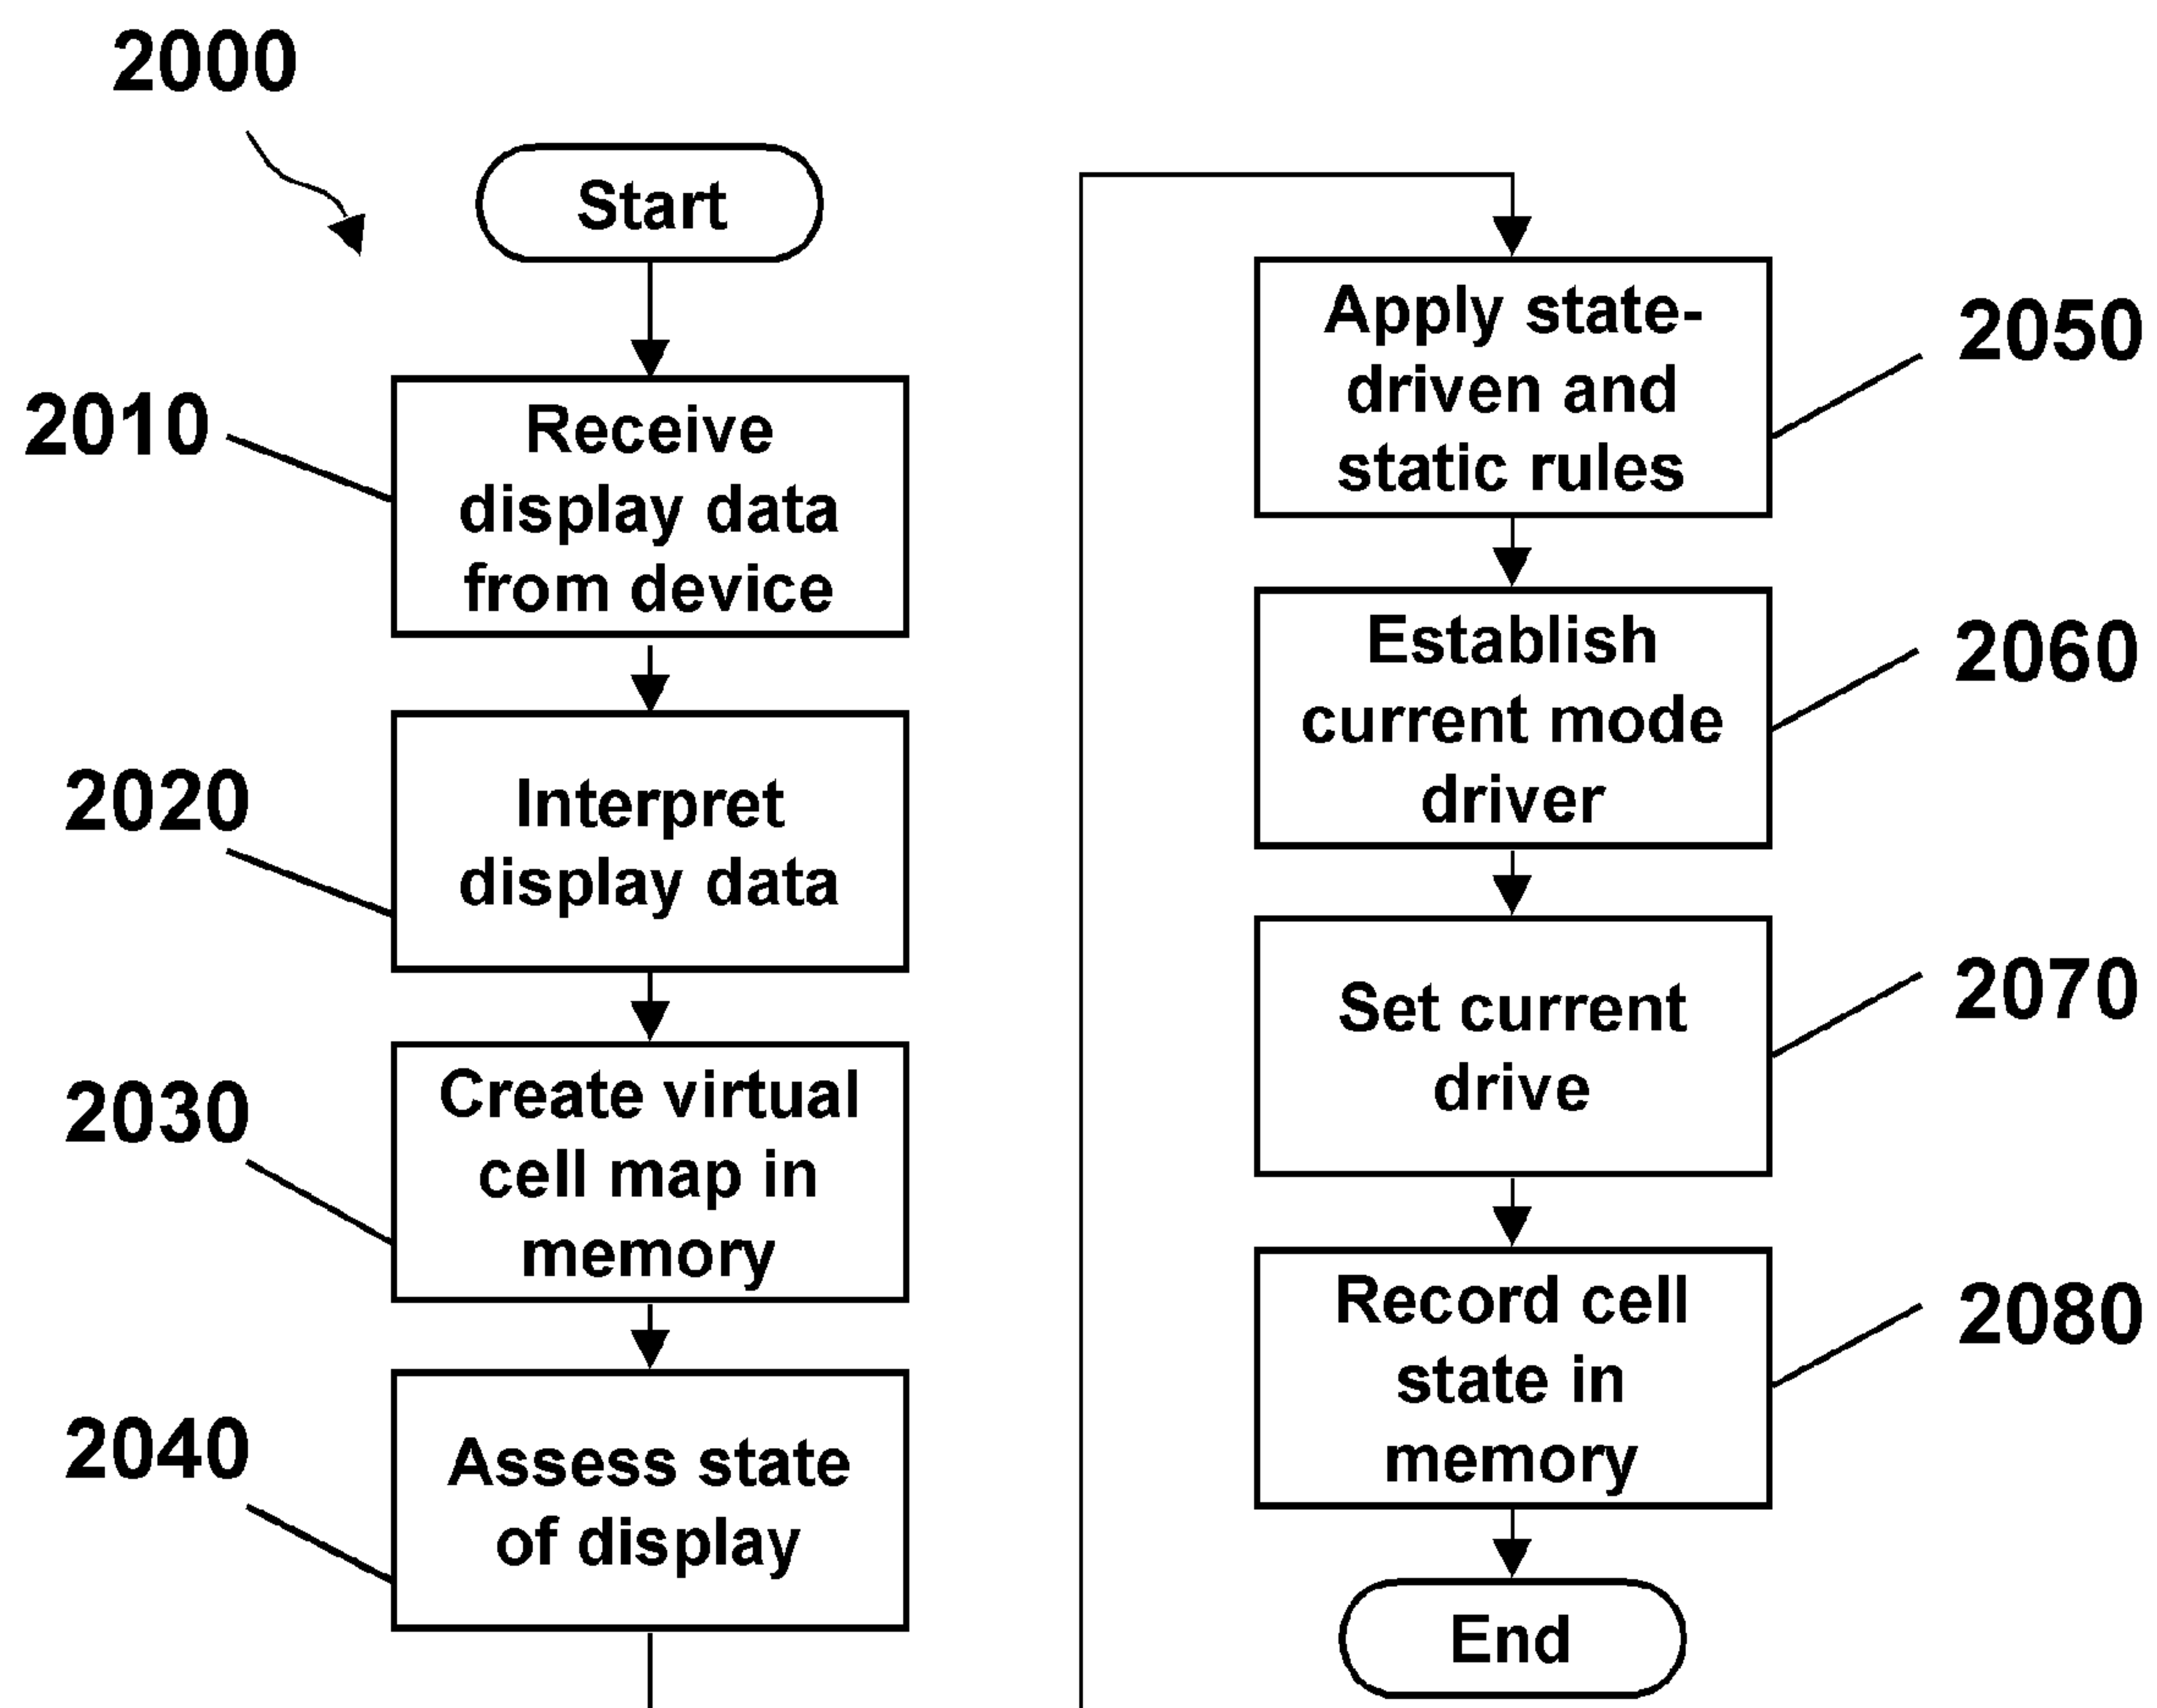 2000
Start
2010
Receive
display data
from device
2020
Interpret
display data
2030
Create virtual
cell map in
memory
2040
Assess state
of display
Apply state-
driven and
static rules
2050
Establish
current mode
driver
2060
Set current
drive
2070
Record cell
state in
memory
2080
End